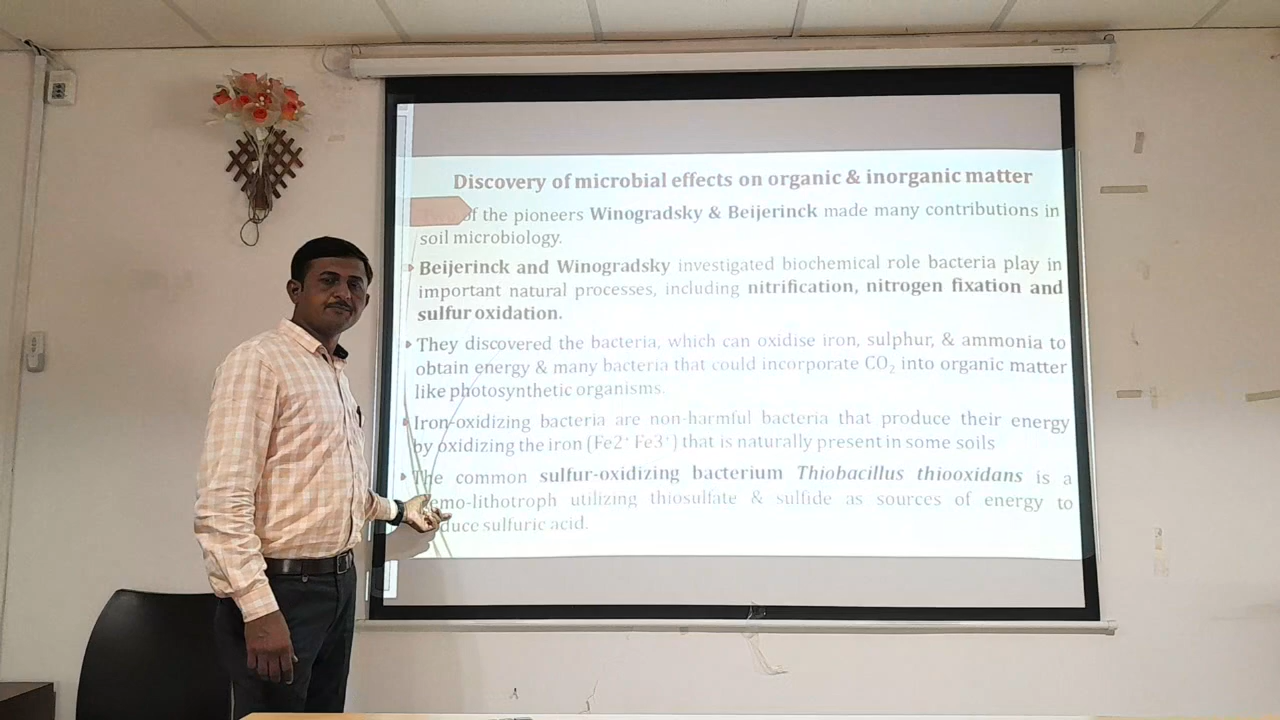 Discovery of microbial effects on organic & inorganic matter
of the pioneers Winogradsky & Beijerinck made many contributions in
soil microbiology.
Beijerinck and Winogradsky investigated biochemical role bacteria play in
important natural processes, including nitrification, nitrogen fixation and
sulfur oxidation.
They discovered the bacteria, which can oxidise iron, sulphur, & ammonia to
obtain energy & many bacteria that could incorporate CO₂ into organic matter
like photosynthetic organisms.
Iron-oxidizing bacteria are non-harmful bacteria that produce their energy
by oxidizing the iron (Fe2⁺ Fe3⁺) that is naturally present in some soils
The common sulfur-oxidizing bacterium Thiobacillus thiooxidans is a
emo-lithotroph utilizing thiosulfate & sulfide as sources of energy to
duce sulfuric acid.